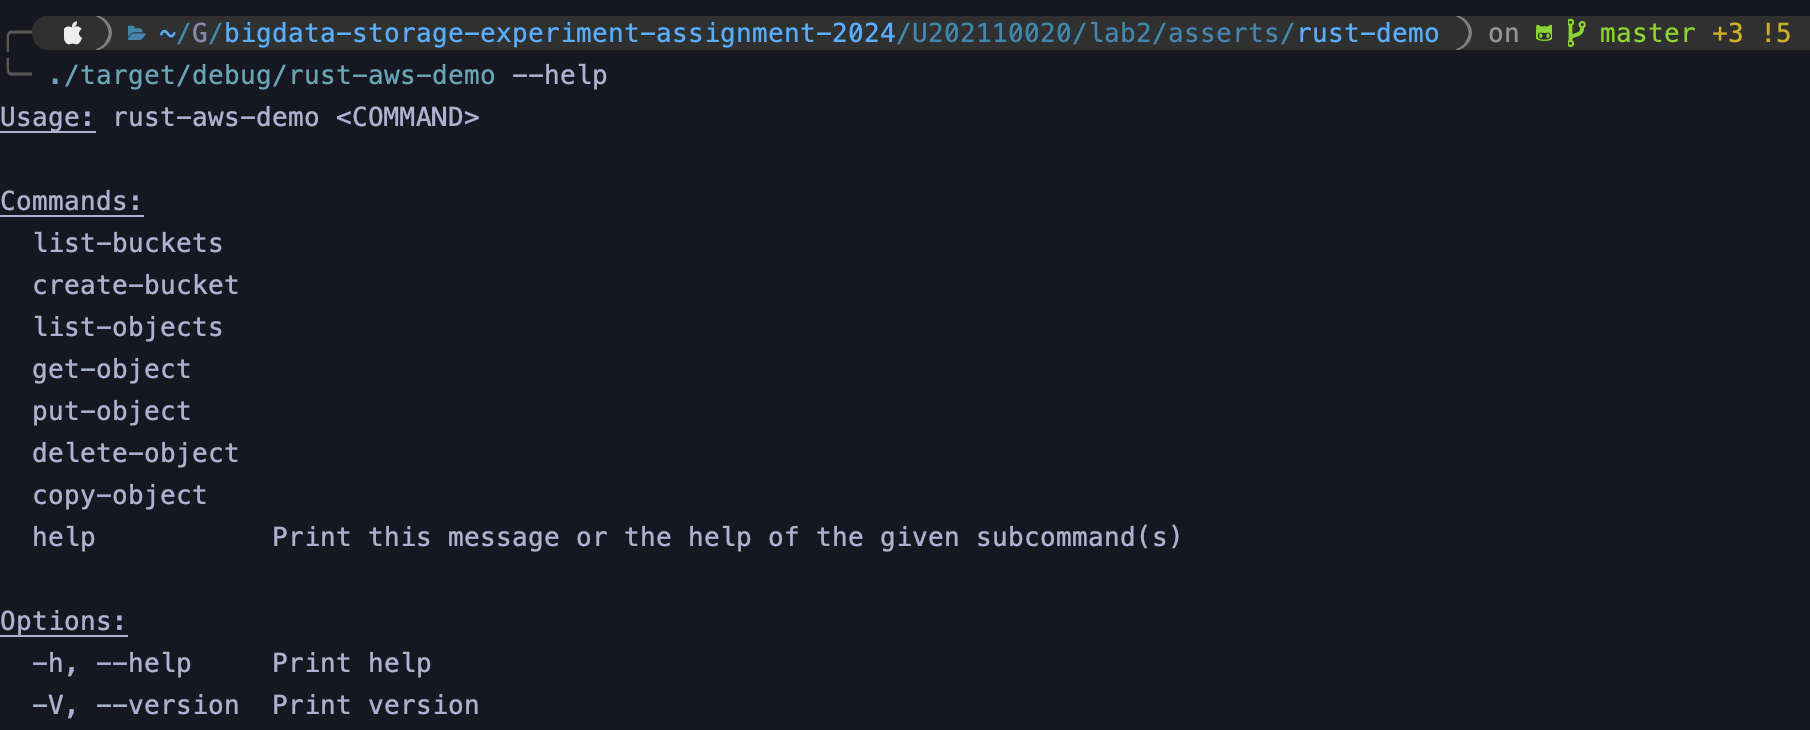 ~/G/bigdata-storage-experiment-assignment-2024/U202110020/lab2/asserts/rust-demo on master +3 !5
./target/debug/rust-aws-demo --help
Usage: rust-aws-demo <COMMAND>
Commands:
list-buckets
create-bucket
list-objects
get-object
put-object
delete-object
copy-object
help Print this message or the help of the given subcommand(s)
Options:
-h, --help Print help
-V, --version Print version